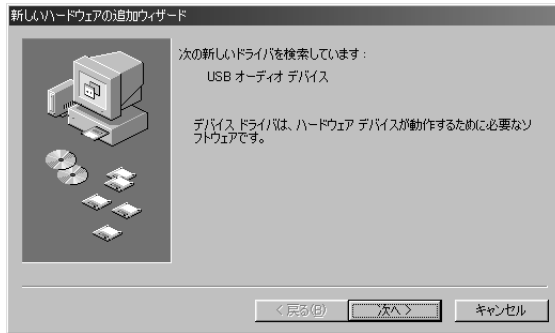 新しいハードウェアの追加ウィザード
次の新しいドライバを検索しています：
USB オーディオ デバイス
デバイス ドライバは、ハードウェア デバイスが動作するために必要なソ
フトウェアです。
< 戻る(B)
次へ >
キャンセル